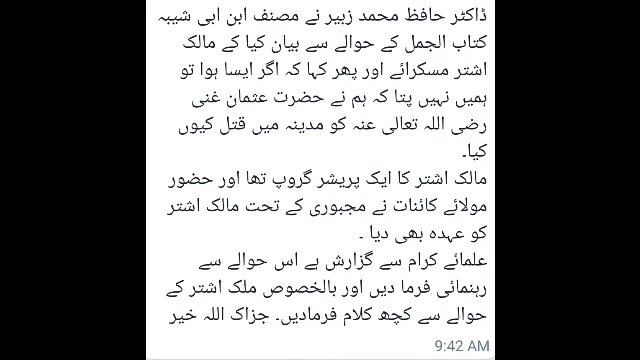 ڈاکٹر حافظ محمد زبیر نے مصنف ابن ابی شیبہ
کتاب الجمل کے حوالے سے بیان کیا کے مالک
اشتر مسکرائے اور پھر کہا کہ اگر ایسا ہوا تو
ہمیں نہیں پتا کہ ہم نے حضرت عثمان غنی
رضی اللہ تعالی عنہ کو مدینہ میں قتل کیوں
کیا۔
مالک اشتر کا ایک پریشر گروپ تھا اور حضور
مولائے کائنات نے مجبوری کے تحت مالک اشتر
کو عہدہ بھی دیا ۔
علمائے کرام سے گزارش ہے اس حوالے سے
رہنمائی فرما دیں اور بالخصوص ملک اشتر کے
حوالے سے کچھ کلام فرمادیں۔ جزاک اللہ خیر
9:42 AM